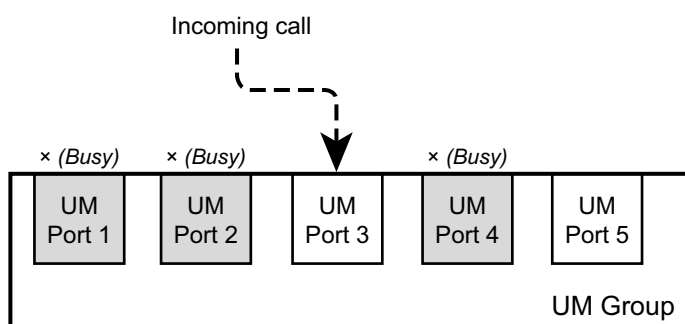 Incoming call
× (Busy) × (Busy) × (Busy)
UM UM UM UM UM
Port 1 Port 2 Port 3 Port 4 Port 5
UM Group